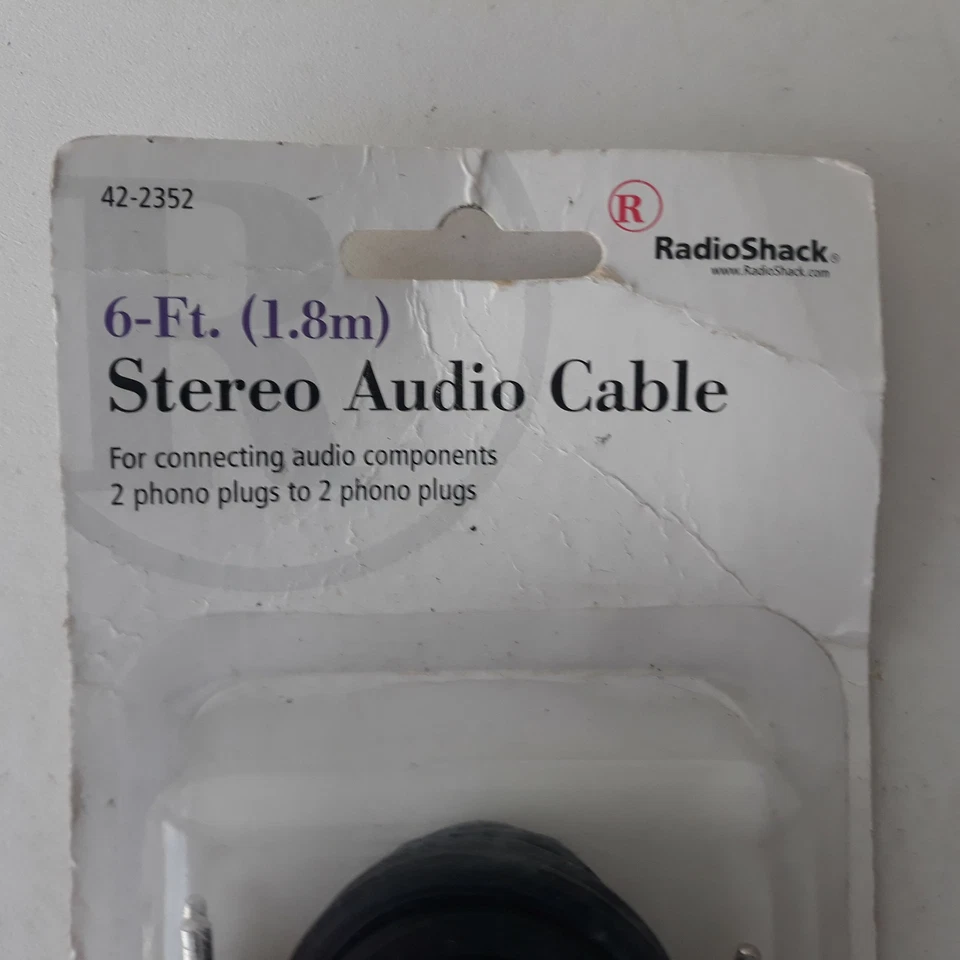 42-2352
R
RadioShack®
www.RadioShack.com
6-Ft. (1.8m)
Stereo Audio Cable
For connecting audio components
2 phono plugs to 2 phono plugs